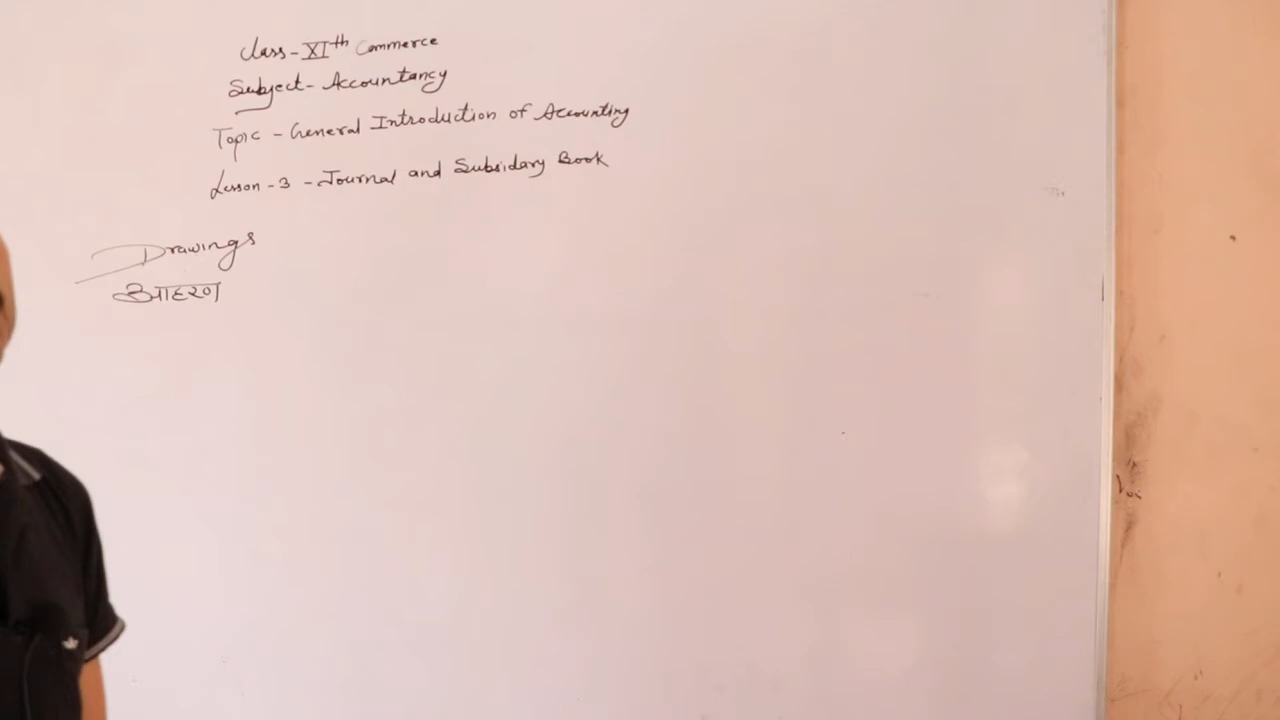 Class - XIth Commerce
Subject - Accountancy
Topic - General Introduction of Accounting
Lesson - 3 - Journal and Subsidary Book
Drawings
आहरण